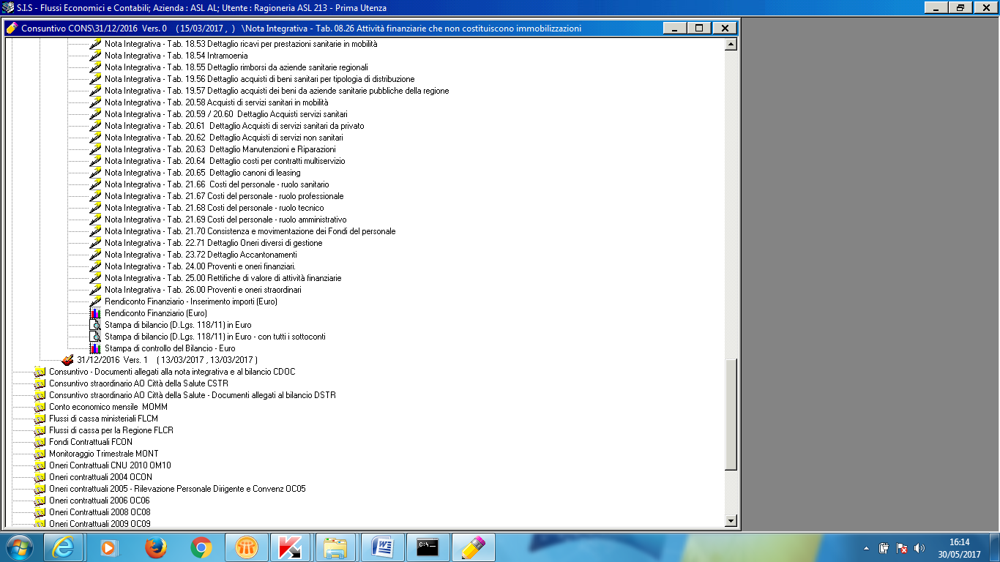 S.I.S - Flussi Economici e Contabili; Azienda : ASL AL; Utente : Ragioneria ASL 213 - Prima Utenza
Consuntivo CONS\31/12/2016 Vers. 0 (15/03/2017 , ) \Nota Integrativa - Tab. 08.26 Attività finanziarie che non costituiscono immobilizzazioni
Nota Integrativa - Tab. 18.53 Dettaglio ricavi per prestazioni sanitarie in mobilità
Nota Integrativa - Tab. 18.54 Intramoenia
Nota Integrativa - Tab. 18.55 Dettaglio rimborsi da aziende sanitarie regionali
Nota Integrativa - Tab. 19.56 Dettaglio acquisti di beni sanitari per tipologia di distribuzione
Nota Integrativa - Tab. 19.57 Dettaglio acquisti dei beni da aziende sanitarie pubbliche della regione
Nota Integrativa - Tab. 20.58 Acquisti di servizi sanitari in mobilità
Nota Integrativa - Tab. 20.59 / 20.60 Dettaglio Acquisti servizi sanitari
Nota Integrativa - Tab. 20.61 Dettaglio Acquisti di servizi sanitari da privato
Nota Integrativa - Tab. 20.62 Dettaglio Acquisti di servizi non sanitari
Nota Integrativa - Tab. 20.63 Dettaglio Manutenzioni e Riparazioni
Nota Integrativa - Tab. 20.64 Dettaglio costi per contratti multiservizio
Nota Integrativa - Tab. 20.65 Dettaglio canoni di leasing
Nota Integrativa - Tab. 21.66 Costi del personale - ruolo sanitario
Nota Integrativa - Tab. 21.67 Costi del personale - ruolo professionale
Nota Integrativa - Tab. 21.68 Costi del personale - ruolo tecnico
Nota Integrativa - Tab. 21.69 Costi del personale - ruolo amministrativo
Nota Integrativa - Tab. 21.70 Consistenza e movimentazione dei Fondi del personale
Nota Integrativa - Tab. 22.71 Dettaglio Oneri diversi di gestione
Nota Integrativa - Tab. 23.72 Dettaglio Accantonamenti
Nota Integrativa - Tab. 24.00 Proventi e oneri finanziari.
Nota Integrativa - Tab. 25.00 Rettifiche di valore di attività finanziarie
Nota Integrativa - Tab. 26.00 Proventi e oneri straordinari
Rendiconto Finanziario - Inserimento importi (Euro)
Rendiconto Finanziario (Euro)
Stampa di bilancio (D.Lgs. 118/11) in Euro
Stampa di bilancio (D.Lgs. 118/11) in Euro - con tutti i sottoconti
Stampa di controllo del Bilancio - Euro
31/12/2016 Vers. 1 ( 13/03/2017 , 13/03/2017 )
Consuntivo - Documenti allegati alla nota integrativa e al bilancio CDOC
Consuntivo straordinario AO Città della Salute CSTR
Consuntivo straordinario AO Città della Salute - Documenti allegati al bilancio DSTR
Conto economico mensile MOMM
Flussi di cassa ministeriali FLCM
Flussi di cassa per la Regione FLCR
Fondi Contrattuali FCON
Monitoraggio Trimestrale MONT
Oneri Contrattuali CNU 2010 OM10
Oneri contrattuali 2004 OCON
Oneri contrattuali 2005 - Rilevazione Personale Dirigente e Convenz OC05
Oneri contrattuali 2006 OC06
Oneri Contrattuali 2008 OC08
Oneri Contrattuali 2009 OC09
16:14
30/05/2017